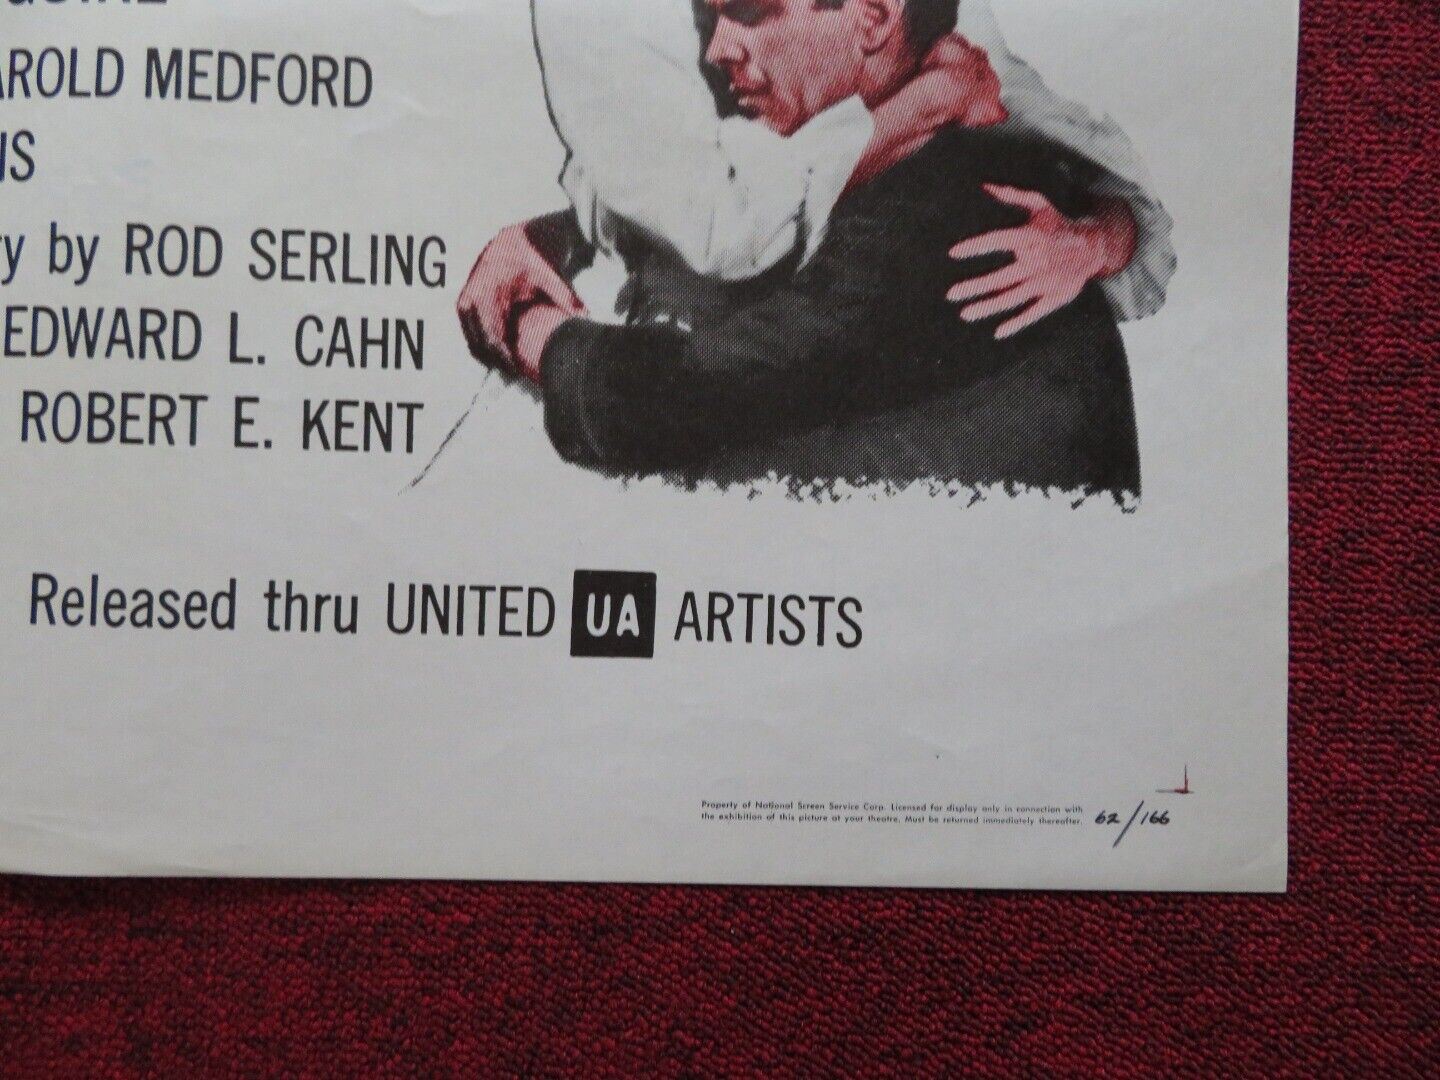 AROLD MEDFORD
NS
ry by ROD SERLING
EDWARD L. CAHN
ROBERT E. KENT
Released thru UNITED UA ARTISTS
Property of National Screen Service Corp. Licensed for display only in connection with
the exhibition of this picture at your theatre. Must be returned immediately thereafter. 62/166